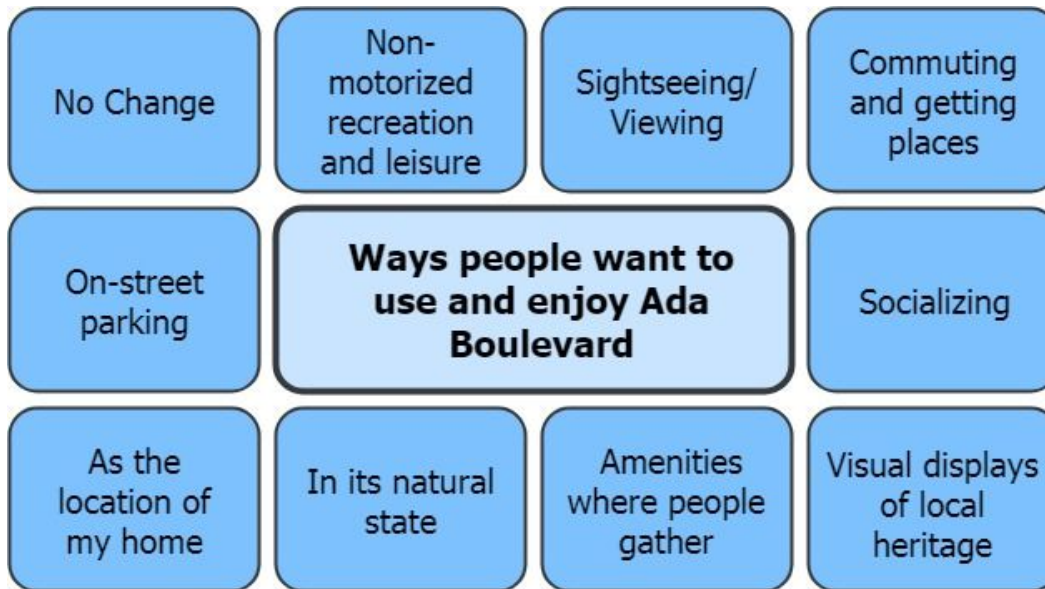 No Change
Non-
motorized
recreation
and leisure
Sightseeing/
Viewing
Commuting
and getting
places
On-street
parking
Ways people want to
use and enjoy Ada
Boulevard
Socializing
As the
location of
my home
In its natural
state
Amenities
where people
gather
Visual displays
of local
heritage